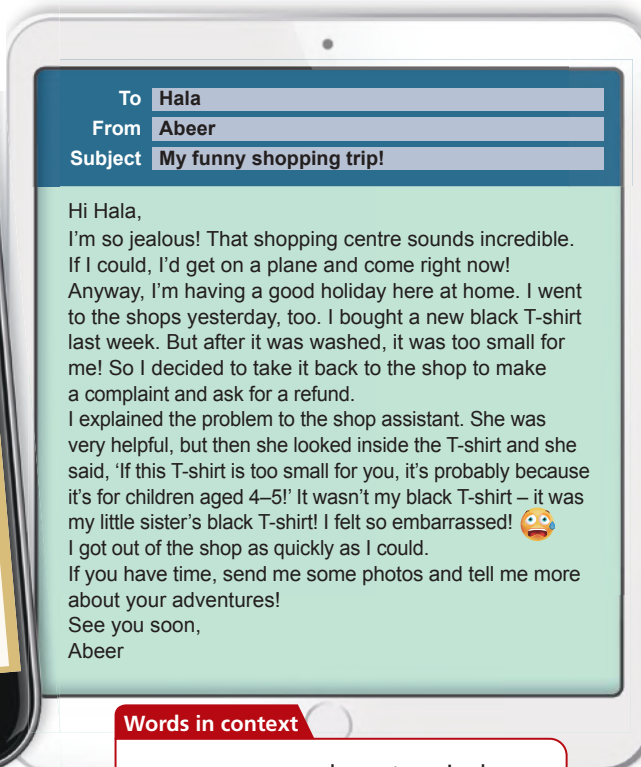 To Hala
From Abeer
Subject My funny shopping trip!
Hi Hala,
I'm so jealous! That shopping centre sounds incredible.
If I could, I'd get on a plane and come right now!
Anyway, I'm having a good holiday here at home. I went
to the shops yesterday, too. I bought a new black T-shirt
last week. But after it was washed, it was too small for
me! So I decided to take it back to the shop to make
a complaint and ask for a refund.
I explained the problem to the shop assistant. She was
very helpful, but then she looked inside the T-shirt and she
said, 'If this T-shirt is too small for you, it's probably because
it's for children aged 4–5!' It wasn't my black T-shirt – it was
my little sister's black T-shirt! I felt so embarrassed!
I got out of the shop as quickly as I could.
If you have time, send me some photos and tell me more
about your adventures!
See you soon,
Abeer
Words in context